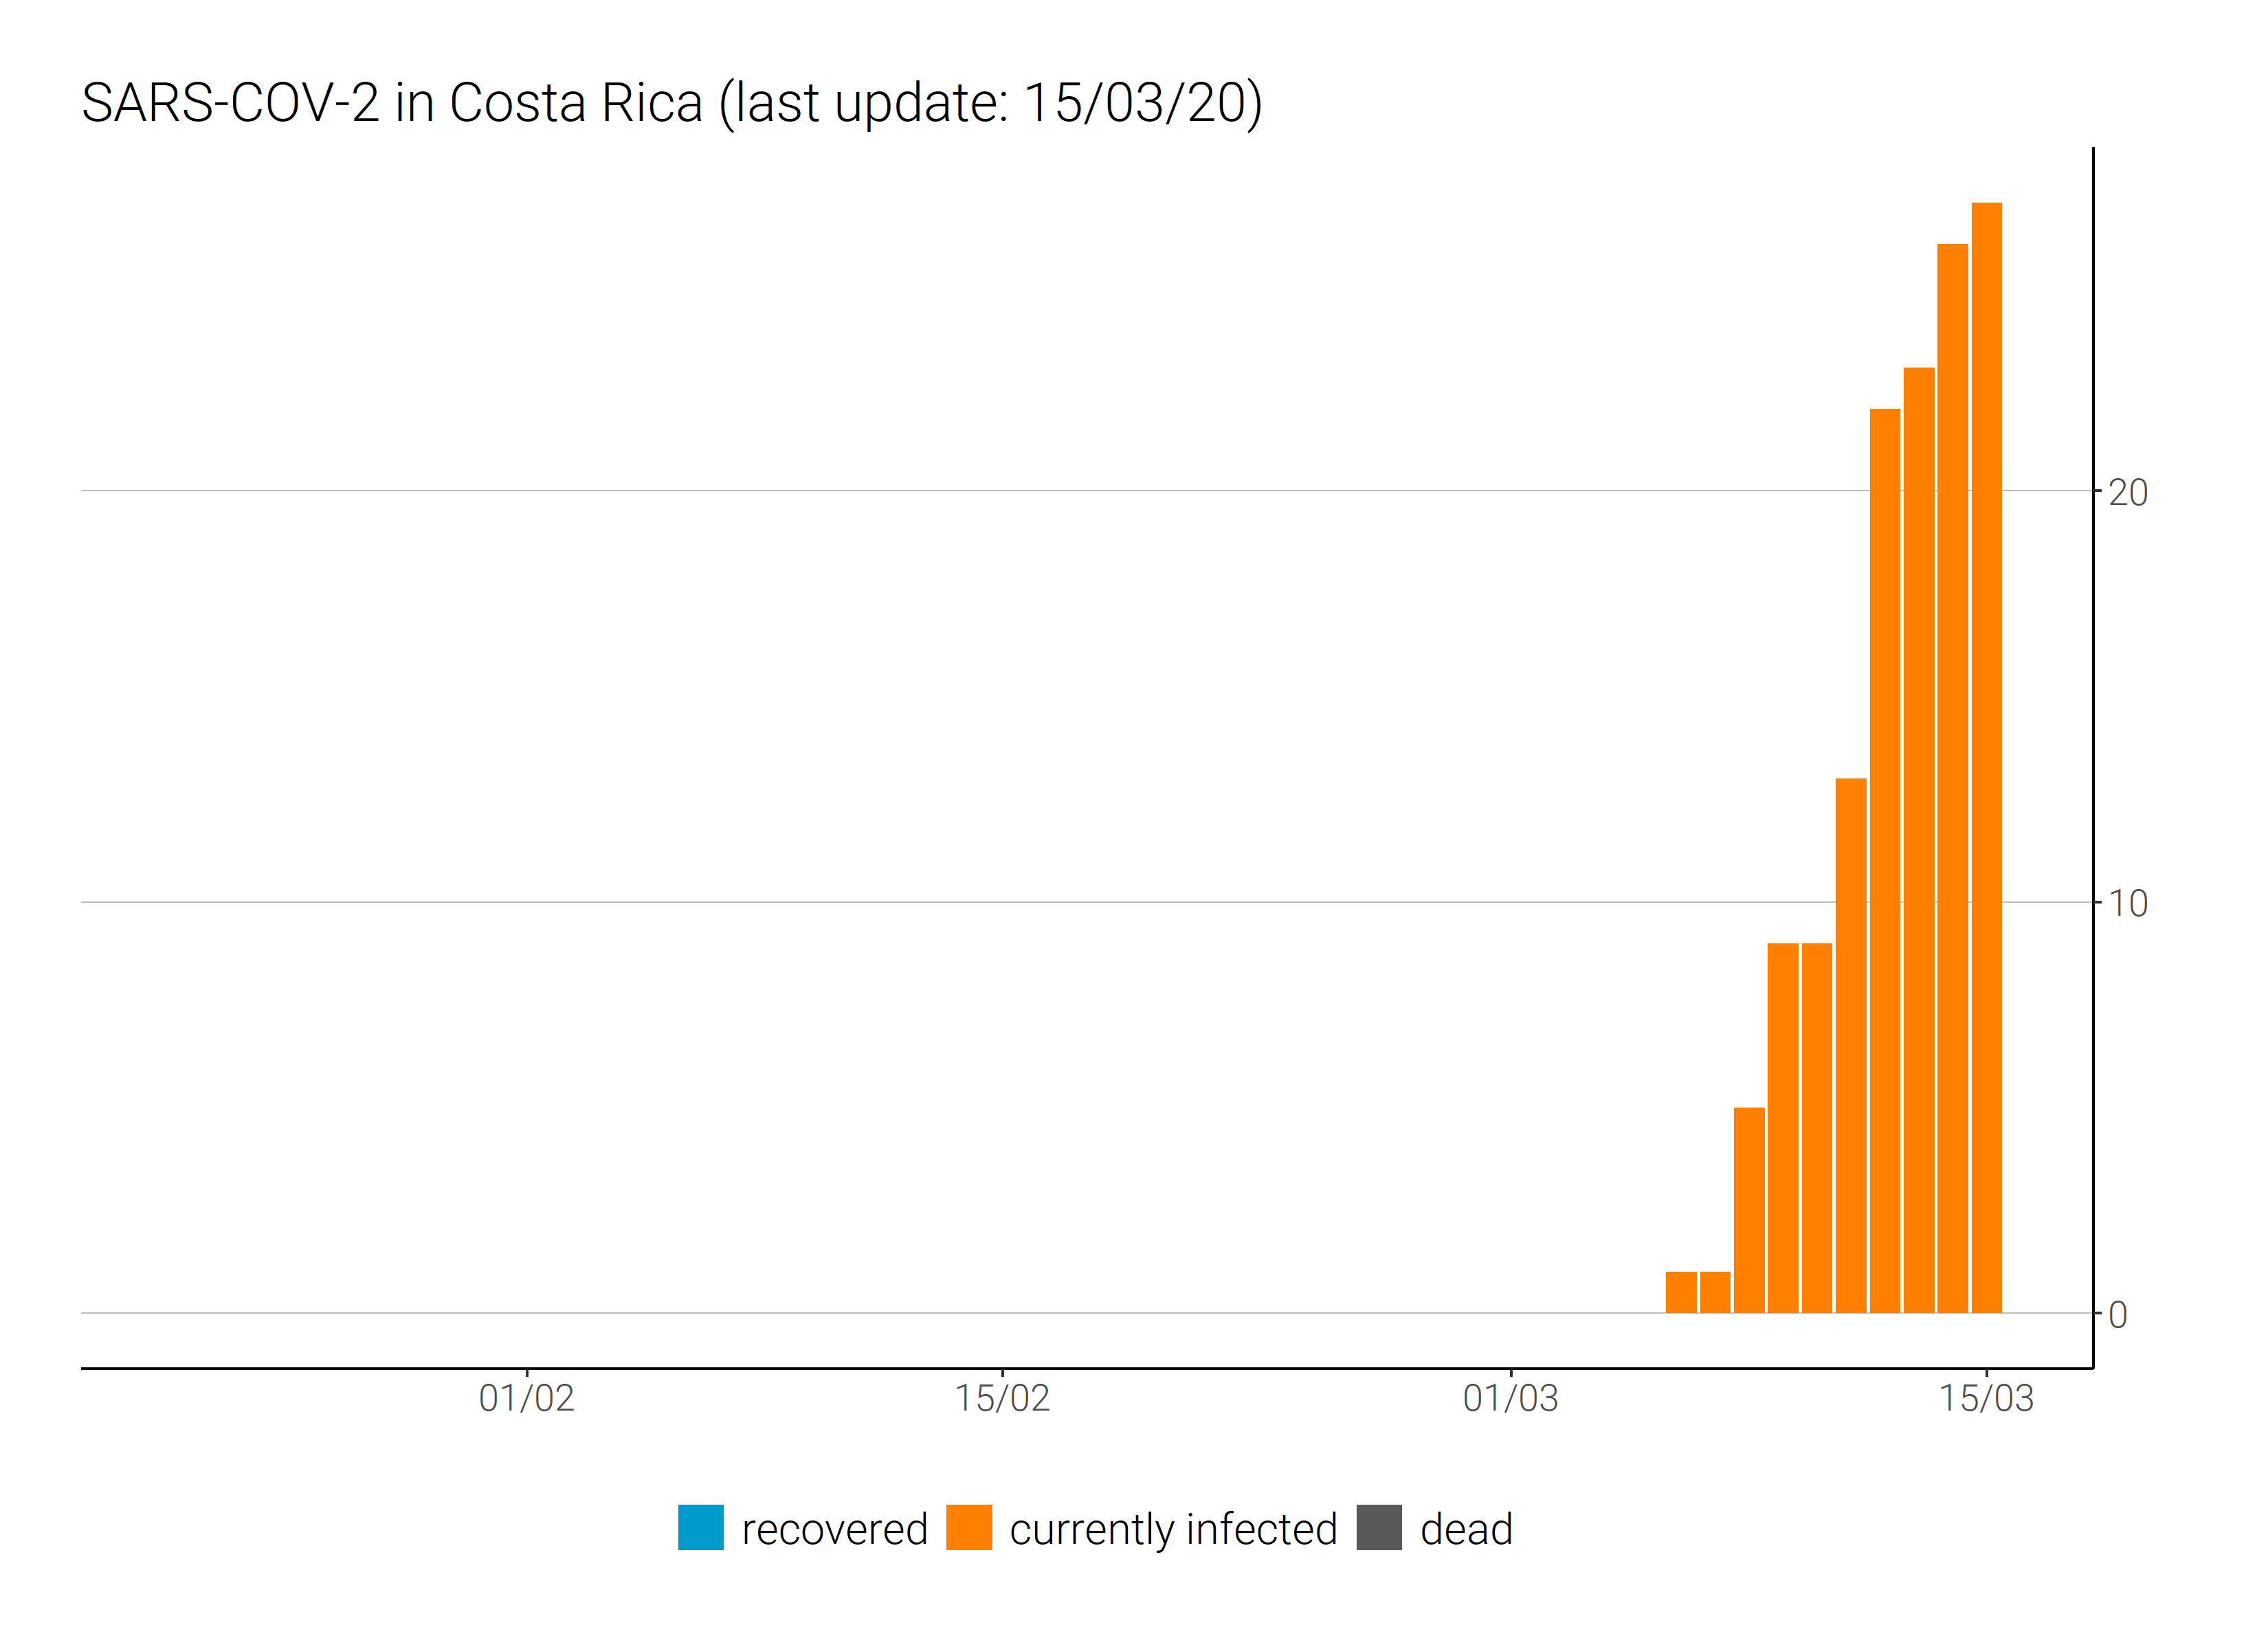 SARS-COV-2 in Costa Rica (last update: 15/03/20)
20
10
0
01/02 15/02 01/03 15/03
recovered currently infected dead